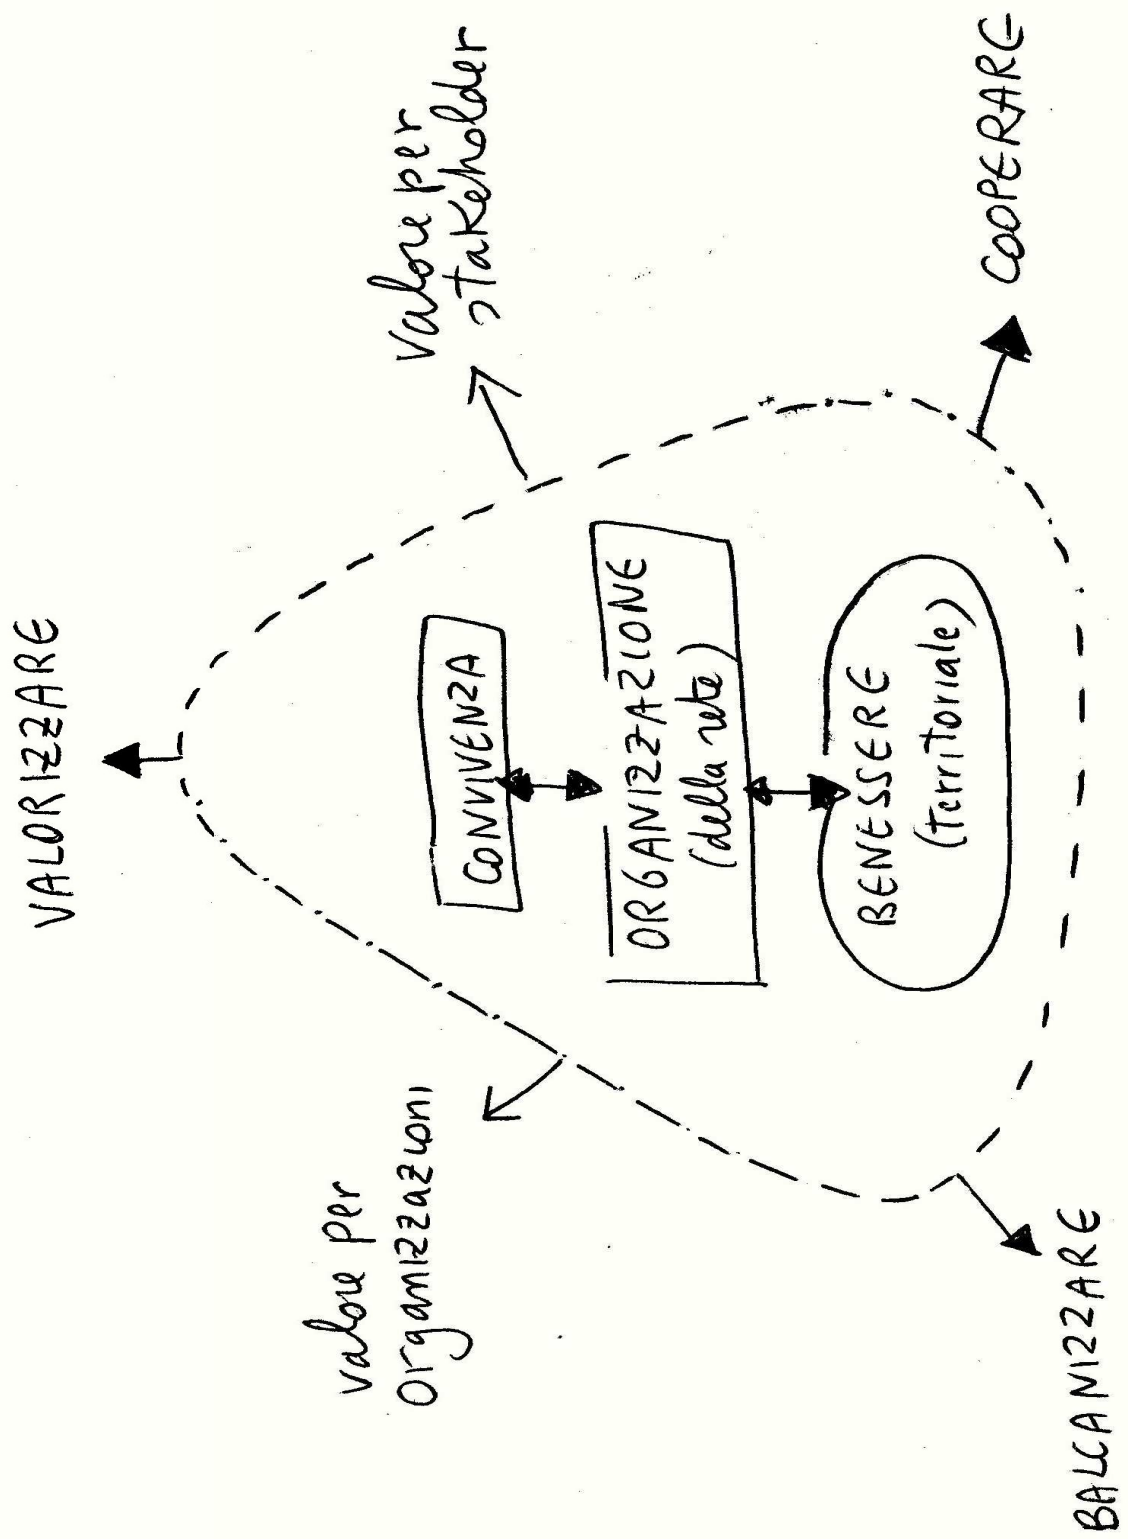 VALORIZZARE
valore per
organizzazioni
valore per
stakeholder
CONVIVENZA
ORGANIZZAZIONE
(della rete)
BENESSERE
(territoriale)
BALCANIZZARE
COOPERARE